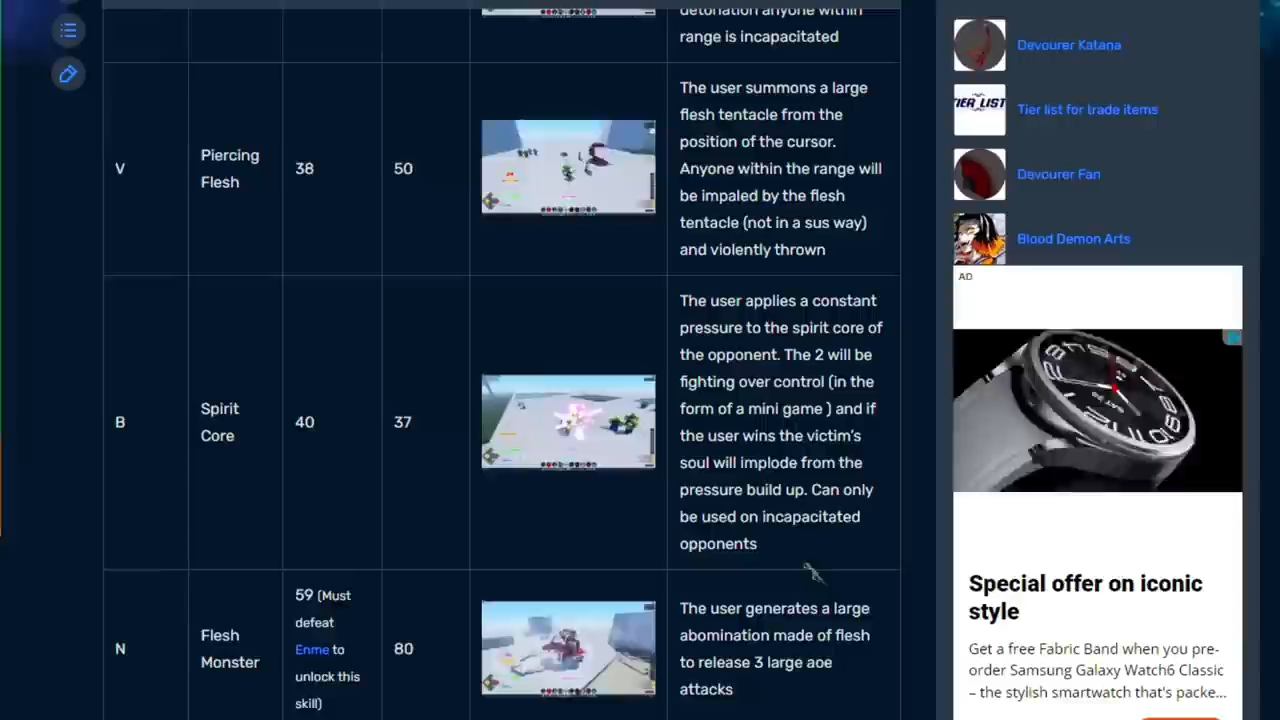 detonation anyone within
range is incapacitated
V
Piercing
Flesh
38
50
The user summons a large
flesh tentacle from the
position of the cursor.
Anyone within the range will
be impaled by the flesh
tentacle (not in a sus way)
and violently thrown
B
Spirit
Core
40
37
The user applies a constant
pressure to the spirit core of
the opponent. The 2 will be
fighting over control (in the
form of a mini game ) and if
the user wins the victim's
soul will implode from the
pressure build up. Can only
be used on incapacitated
opponents
N
Flesh
Monster
59 (Must
defeat
Enme to
unlock this
skill)
80
The user generates a large
abomination made of flesh
to release 3 large aoe
attacks
Devourer Katana
TIER LIST
Tier list for trade items
Devourer Fan
Blood Demon Arts
AD
Special offer on iconic
style
Get a free Fabric Band when you pre-
order Samsung Galaxy Watch6 Classic
– the stylish smartwatch that's packe...